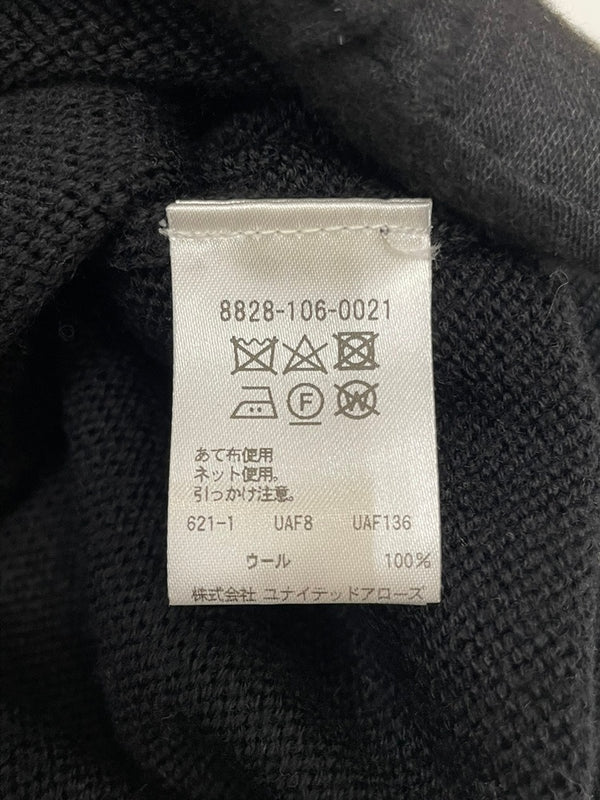 8828-106-0021
F W
あて布使用
ネット使用。
引っかけ注意。
621-1 UAF8 UAF136
ウール 100%
株式会社 ユナイテッドアローズ